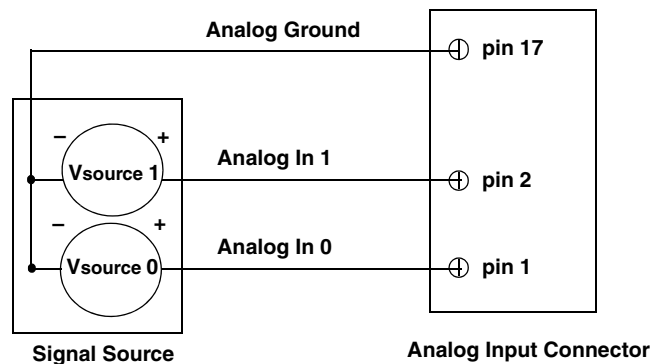 Analog Ground
pin 17
– +
Vsource 1
Analog In 1
pin 2
– +
Vsource 0
Analog In 0
pin 1
Signal Source
Analog Input Connector